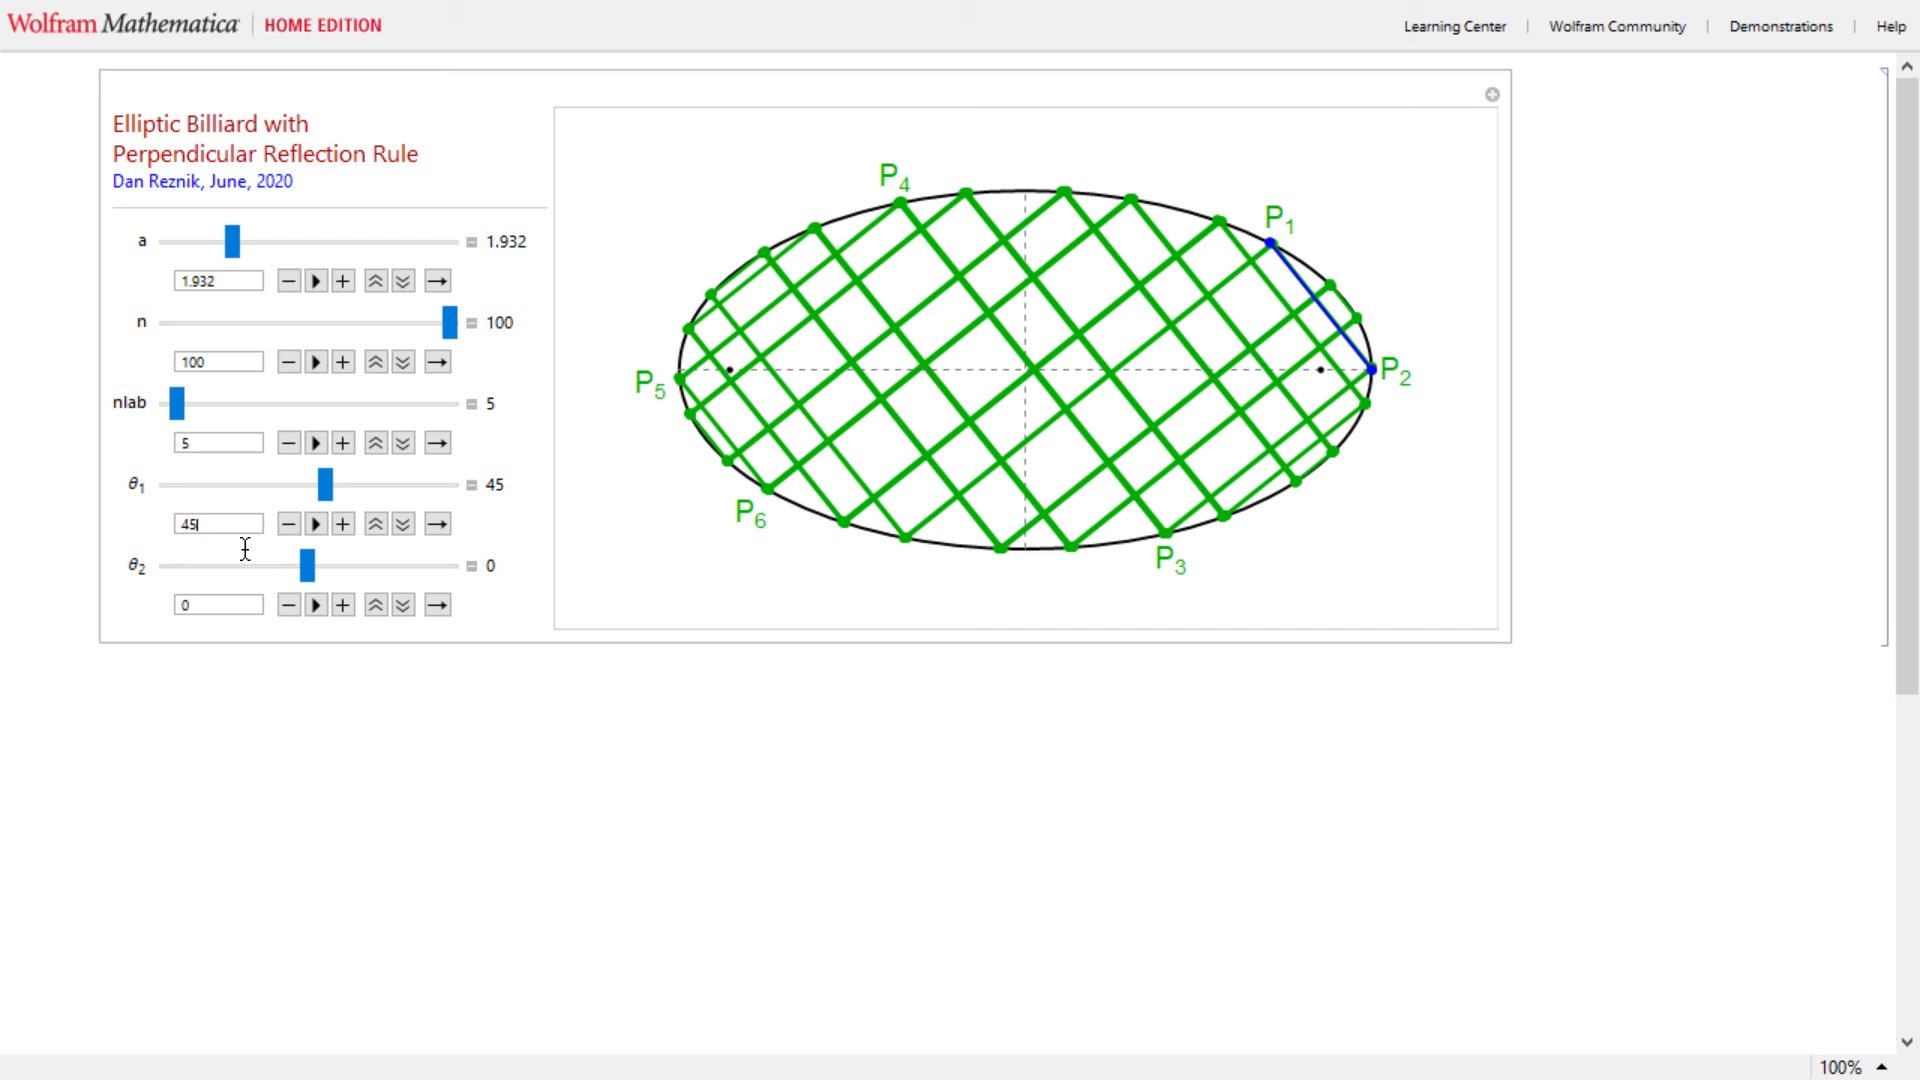 Wolfram Mathematica | HOME EDITION
Learning Center | Wolfram Community | Demonstrations | Help
Elliptic Billiard with
Perpendicular Reflection Rule
Dan Reznik, June, 2020
a 1.932
1.932
n 100
100
nlab 5
5
θ1 45
45
θ2 0
0
P4
P1
P5
P2
P6
P3
100%